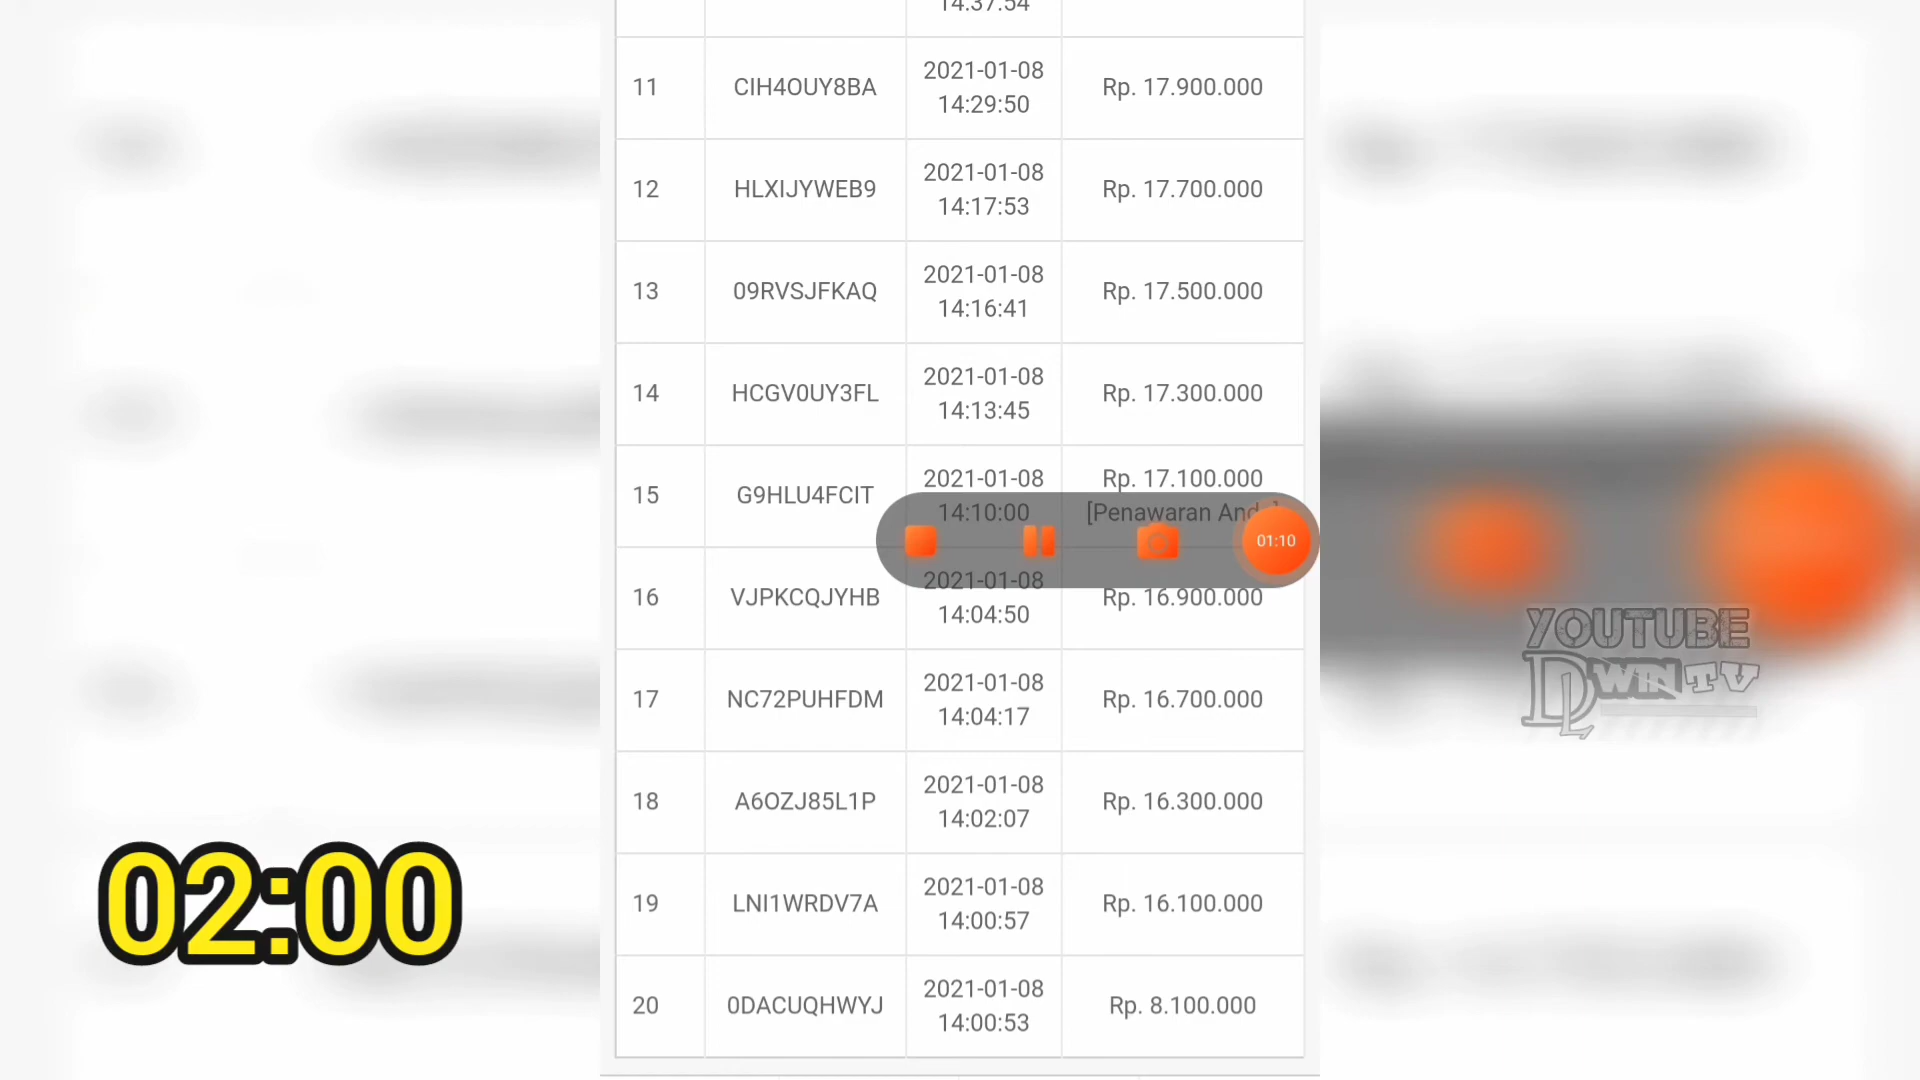 14:37:54
11 CIH4OUY8BA 2021-01-08 14:29:50 Rp. 17.900.000
12 HLXIJYWEB9 2021-01-08 14:17:53 Rp. 17.700.000
13 09RVSJFKAQ 2021-01-08 14:16:41 Rp. 17.500.000
14 HCGV0UY3FL 2021-01-08 14:13:45 Rp. 17.300.000
15 G9HLU4FCIT 2021-01-08 14:10:00 Rp. 17.100.000
[Penawaran
01:10
16 VJPKCQJYHB 2021-01-08 14:04:50 Rp. 16.900.000
17 NC72PUHFDM 2021-01-08 14:04:17 Rp. 16.700.000
18 A6OZJ85L1P 2021-01-08 14:02:07 Rp. 16.300.000
19 LNI1WRDV7A 2021-01-08 14:00:57 Rp. 16.100.000
20 0DACUQHWYJ 2021-01-08 14:00:53 Rp. 8.100.000
02:00
YOUTUBE
DL WIN TV